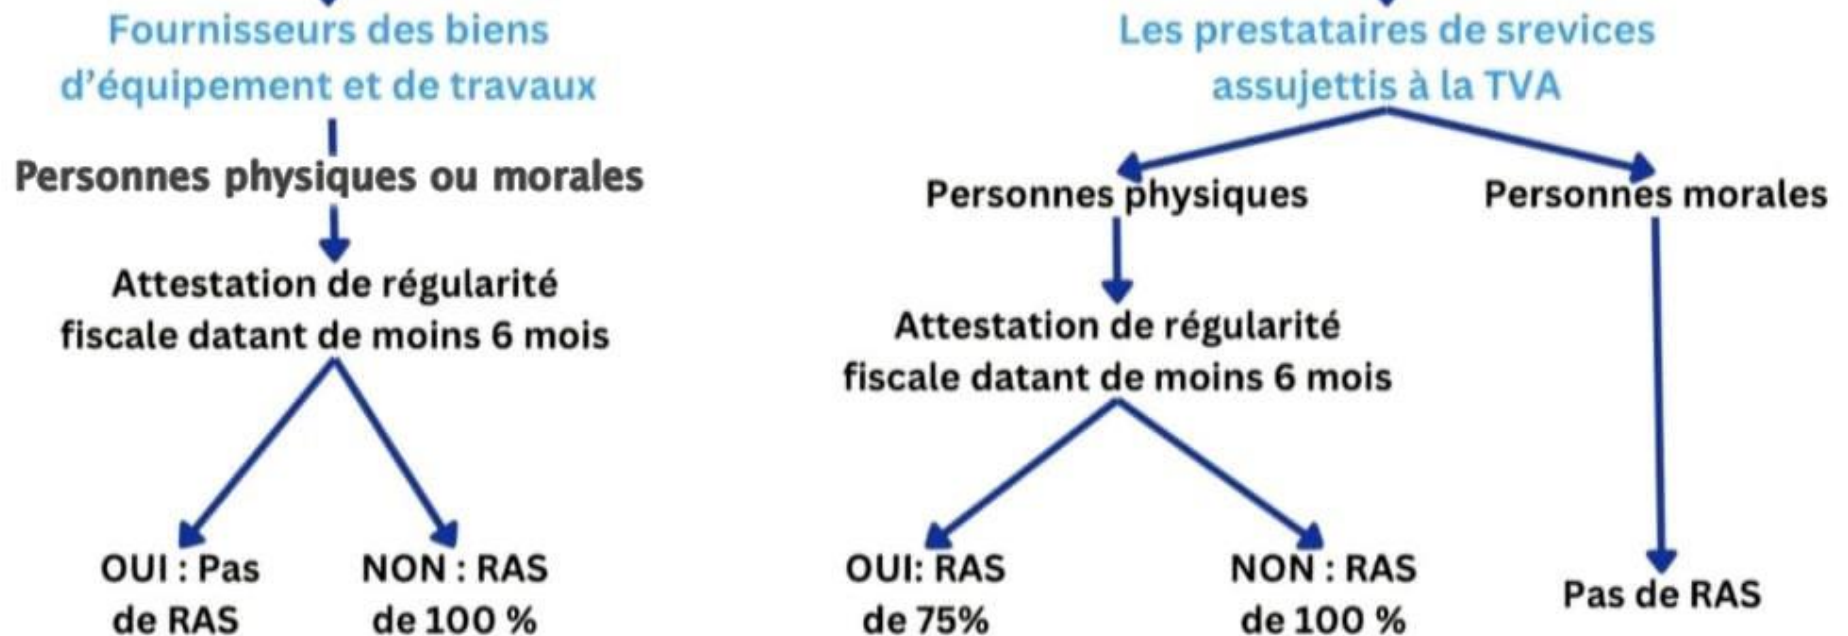 Fournisseurs des biens
d'équipement et de travaux
Personnes physiques ou morales
Attestation de régularité
fiscale datant de moins 6 mois
OUI : Pas
de RAS
NON : RAS
de 100 %
Les prestataires de srevices
assujettis à la TVA
Personnes physiques
Attestation de régularité
fiscale datant de moins 6 mois
OUI: RAS
de 75%
NON : RAS
de 100 %
Personnes morales
Pas de RAS